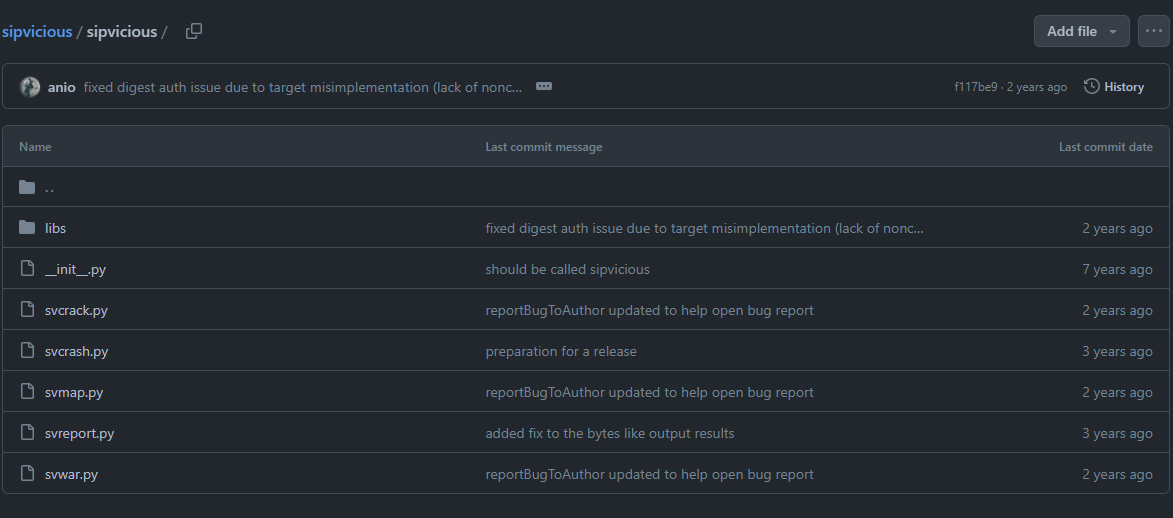 sipvicious / sipvicious /
Add file
...
anio fixed digest auth issue due to target misimplementation (lack of nonc...
f117be9 · 2 years ago
History
Name Last commit message Last commit date
..
libs fixed digest auth issue due to target misimplementation (lack of nonc... 2 years ago
__init__.py should be called sipvicious 7 years ago
svcrack.py reportBugToAuthor updated to help open bug report 2 years ago
svcrash.py preparation for a release 3 years ago
svmap.py reportBugToAuthor updated to help open bug report 2 years ago
svreport.py added fix to the bytes like output results 3 years ago
svwar.py reportBugToAuthor updated to help open bug report 2 years ago